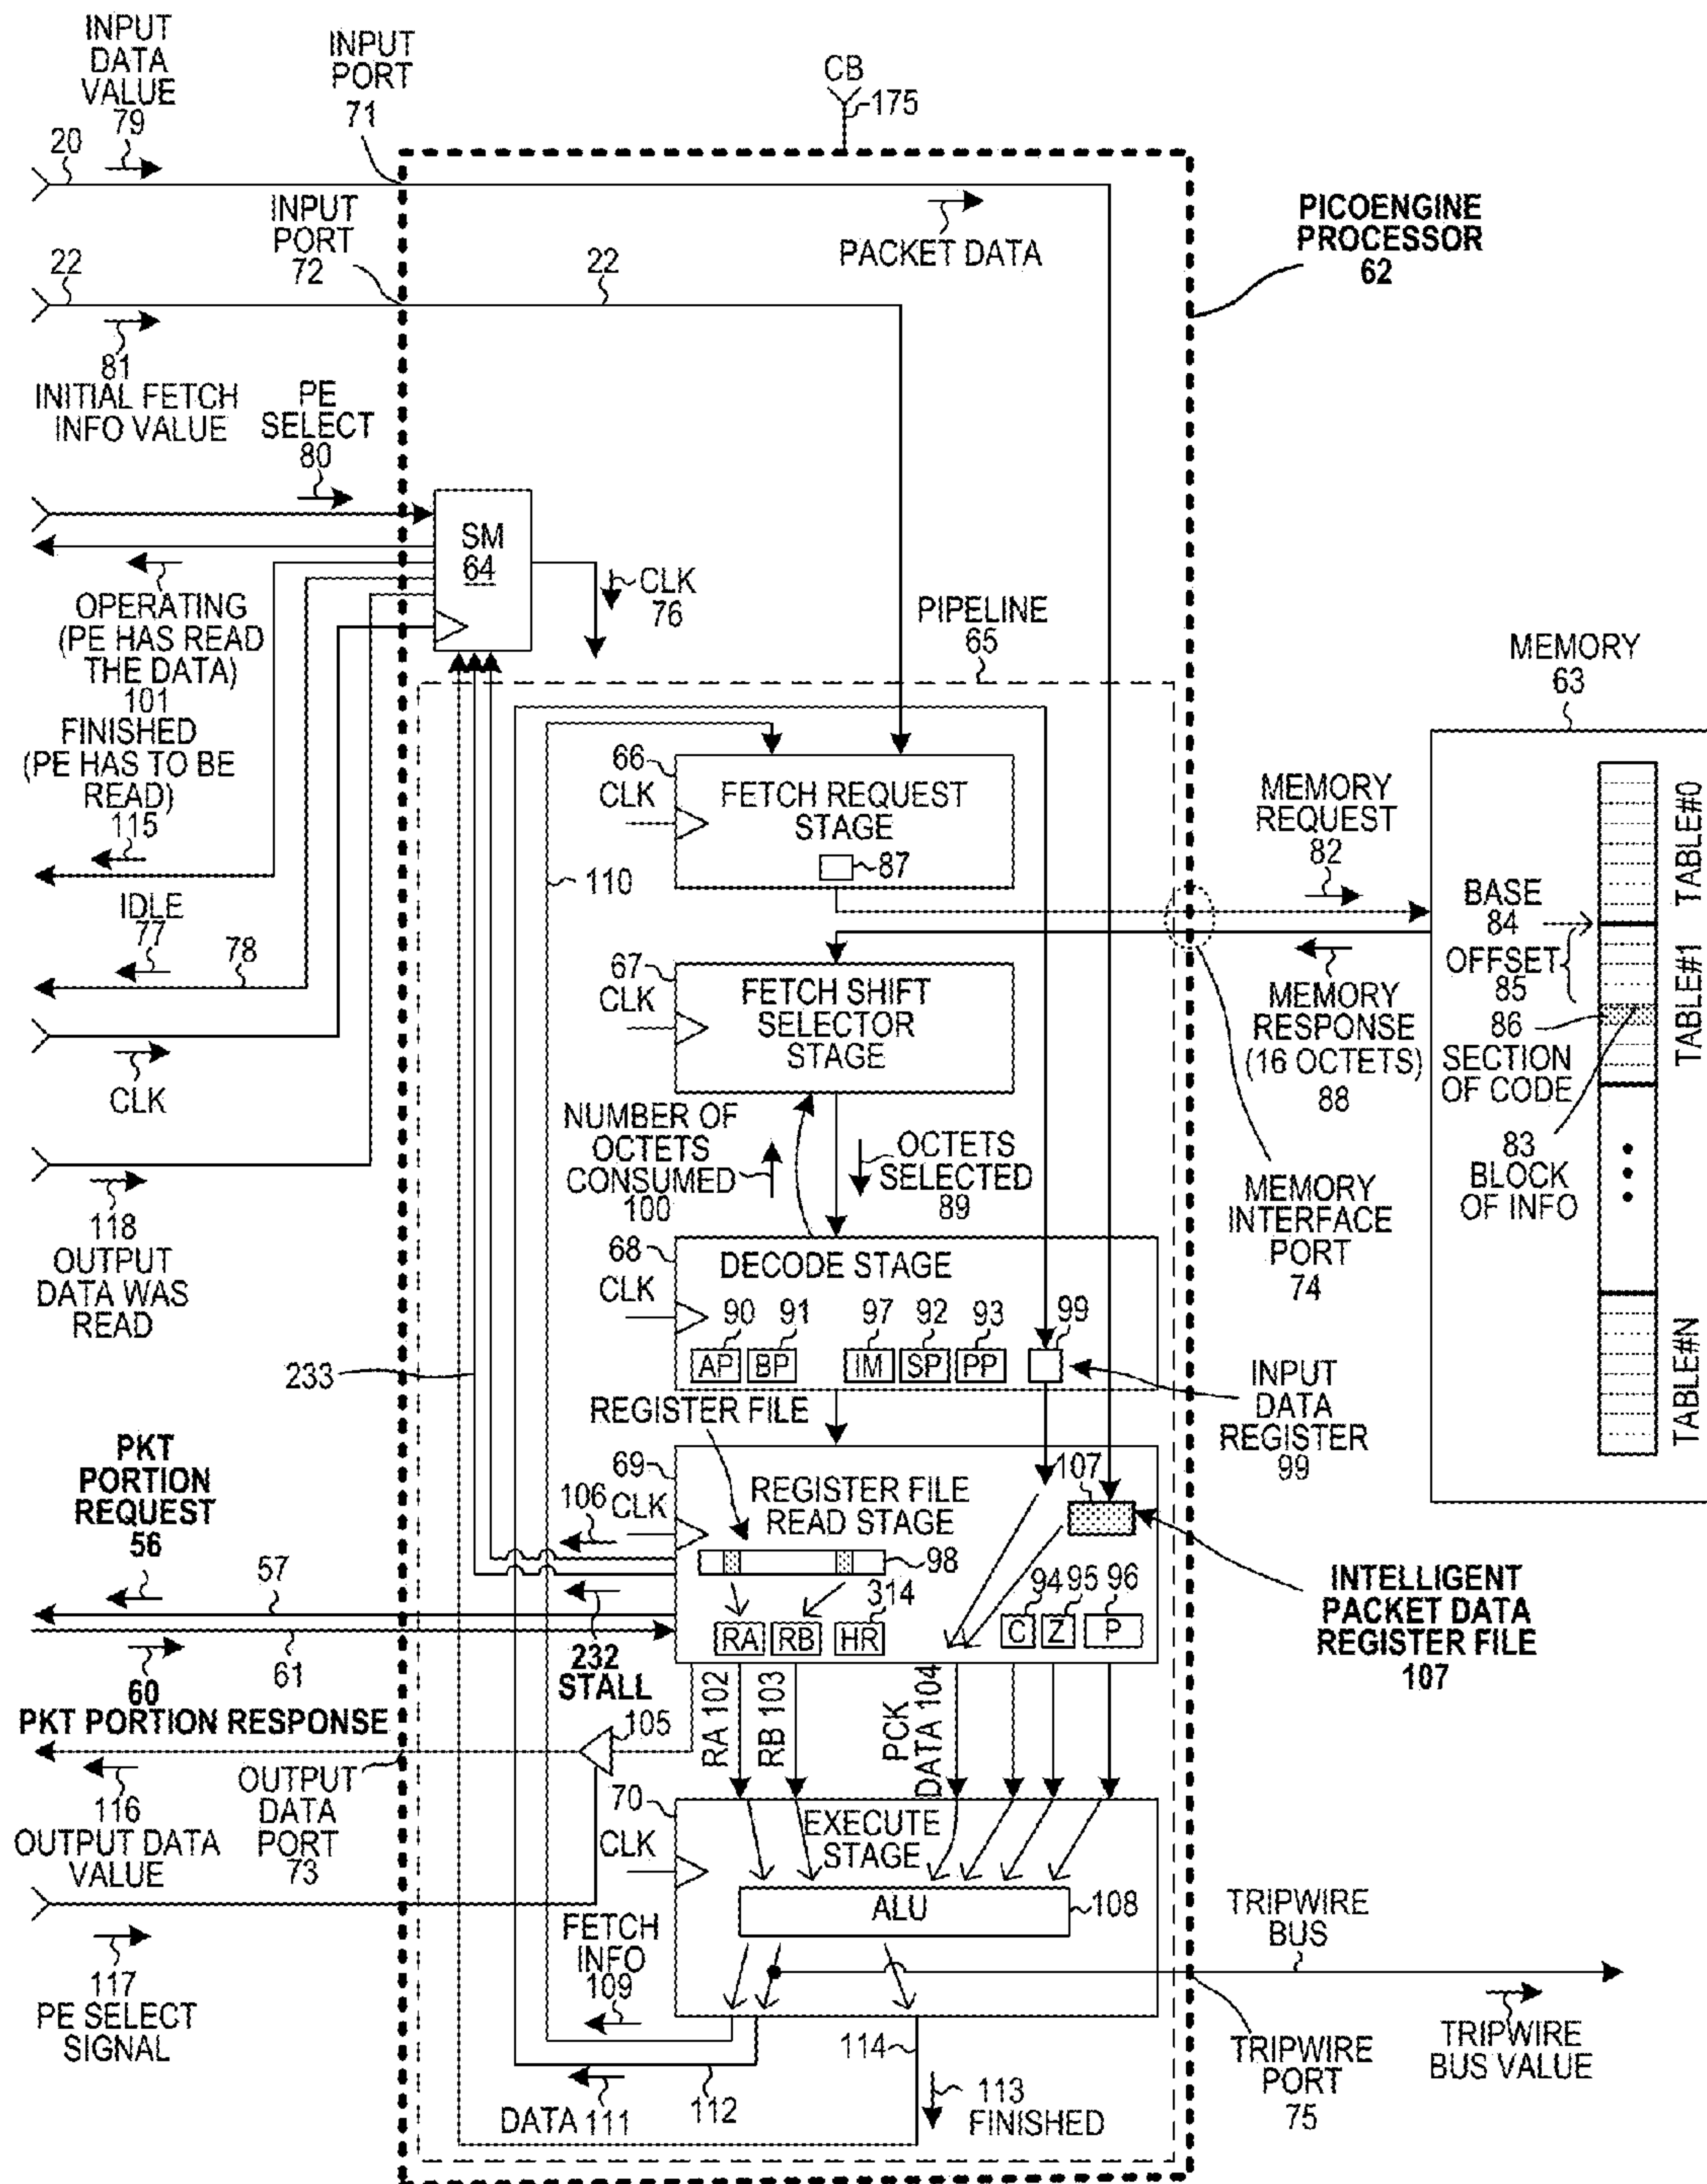 INPUT
DATA
VALUE
79
20
INPUT
PORT
71
CB
175
PACKET DATA
PICOENGINE
PROCESSOR
62
INPUT
PORT
72
22
22
81
INITIAL FETCH
INFO VALUE
PE
SELECT
80
SM
64
CLK
76
OPERATING
(PE HAS READ
THE DATA)
101
FINISHED
(PE HAS TO BE
READ)
115
IDLE
77
78
CLK
118
OUTPUT
DATA WAS
READ
PIPELINE
65
66
CLK
FETCH REQUEST
STAGE
87
110
67
CLK
FETCH SHIFT
SELECTOR
STAGE
MEMORY
REQUEST
82
MEMORY
RESPONSE
(16 OCTETS)
88
MEMORY
INTERFACE
PORT
74
MEMORY
63
BASE
84
OFFSET
85
86
SECTION
OF CODE
83
BLOCK
OF INFO
TABLE#0
TABLE#1
TABLE#N
NUMBER OF
OCTETS
CONSUMED
100
OCTETS
SELECTED
89
68
CLK
DECODE STAGE
90
91
97
92
93
99
AP
BP
IM
SP
PP
INPUT
DATA
REGISTER
99
233
REGISTER FILE
69
CLK
106
REGISTER FILE
READ STAGE
107
98
314
94
95
96
RA
RB
HR
C
Z
P
INTELLIGENT
PACKET DATA
REGISTER FILE
107
PKT
PORTION
REQUEST
56
57
60
61
PKT PORTION RESPONSE
232
STALL
RA 102
RB 103
PCK
DATA 104
105
116
OUTPUT DATA
VALUE
OUTPUT
DATA
PORT
73
70
CLK
EXECUTE
STAGE
ALU
108
117
PE SELECT
SIGNAL
FETCH
INFO
109
TRIPWIRE
BUS
TRIPWIRE
PORT
75
TRIPWIRE
BUS VALUE
DATA 111
112
114
113
FINISHED